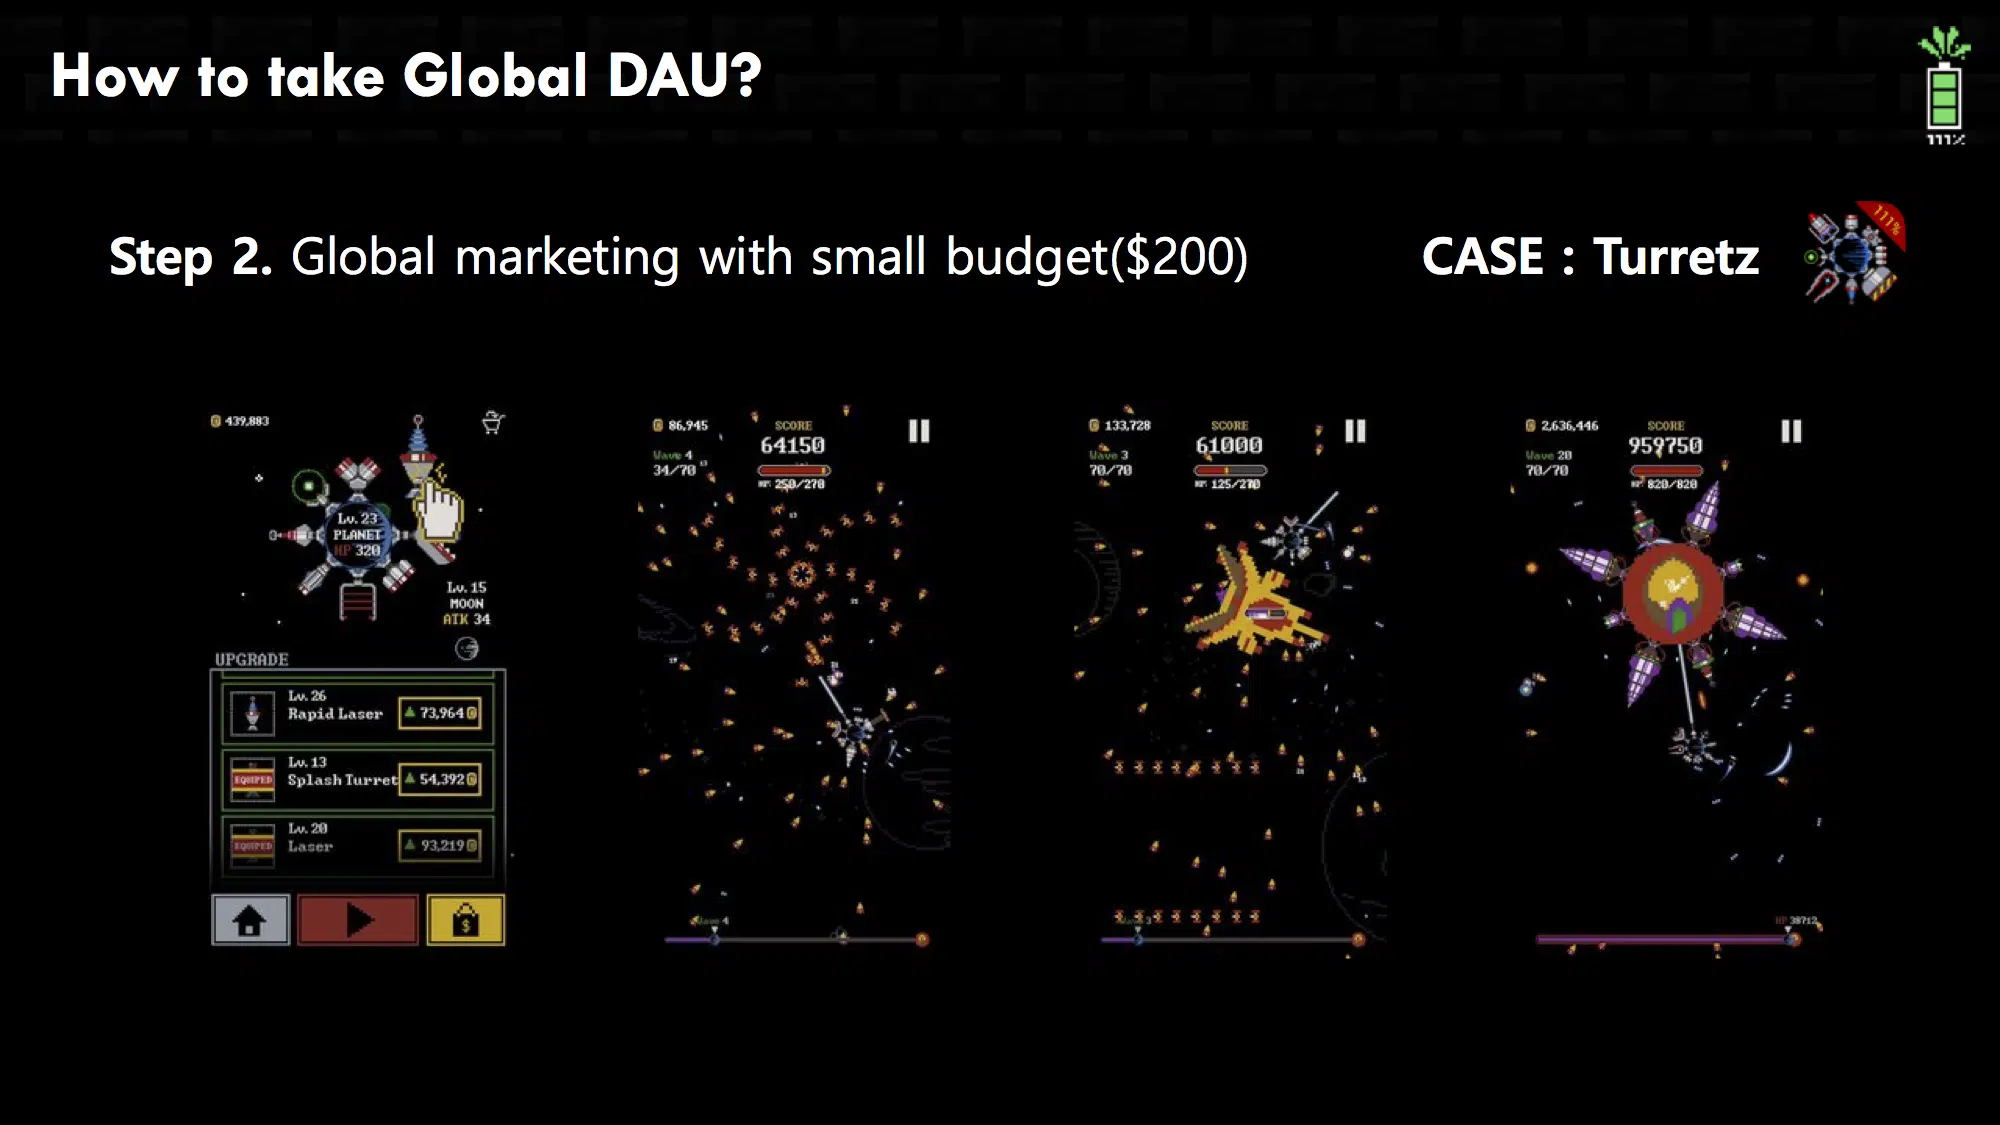 How to take Global DAU?
111%
Step 2. Global marketing with small budget($200)
CASE : Turretz
111%
439,883
Lv.23
PLANET
HP 320
Lv.15
MOON
ATK 34
UPGRADE
Lv.26
Rapid Laser
73,964
EQUIPED
Lv.13
Splash Turret
54,392
EQUIPED
Lv.20
Laser
93,219
$
86,945
SCORE
64150
Wave 4
34/70
HP 250/270
Wave 4
133,728
SCORE
61000
Wave 3
70/70
HP 125/270
Wave 3
2,636,446
SCORE
959750
Wave 20
70/70
HP 820/820
HP 38712